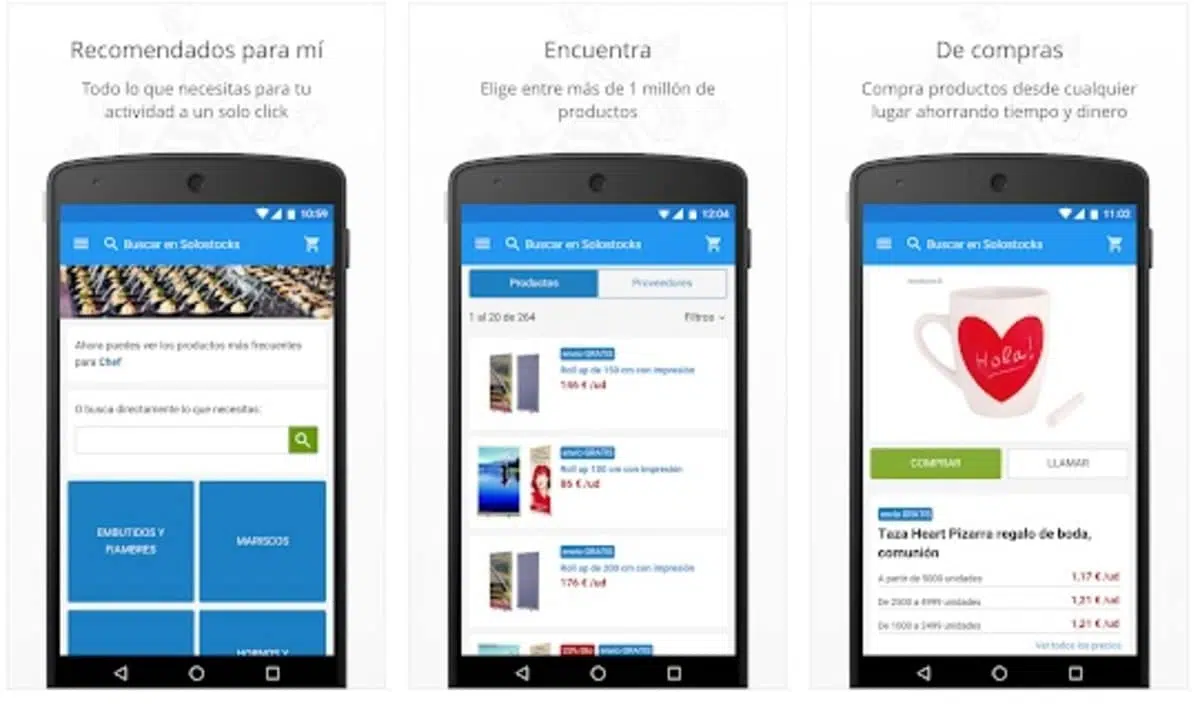 Recomendados para mí
Todo lo que necesitas para tu
actividad a un solo click
10:59
Buscar en Solostocks
Ahora puedes ver los productos más frecuentes
para Chef
O busca directamente lo que necesitas:
EMBUTIDOS Y
FIAMBRES
MARISCOS
HORNOS Y
Encuentra
Elige entre más de 1 millón de
productos
12:04
Buscar en Solostocks
Productos
Proveedores
1 al 20 de 264
Filtros
envío GRATIS
Roll up de 150 cm con impresión
146 € /ud
envío GRATIS
Roll up 100 cm con impresión
86 € /ud
envío GRATIS
Roll up de 200 cm con impresión
176 € /ud
envío GRATIS
De compras
Compra productos desde cualquier
lugar ahorrando tiempo y dinero
11:02
Buscar en Solostocks
Hola!
COMPRAR
LLAMAR
envío GRATIS
Taza Heart Pizarra regalo de boda,
comunión
A partir de 5000 unidades
1,17 € /ud
De 2500 a 4999 unidades
1,21 € /ud
De 1000 a 2499 unidades
1,21 € /ud
Ver todos los precios